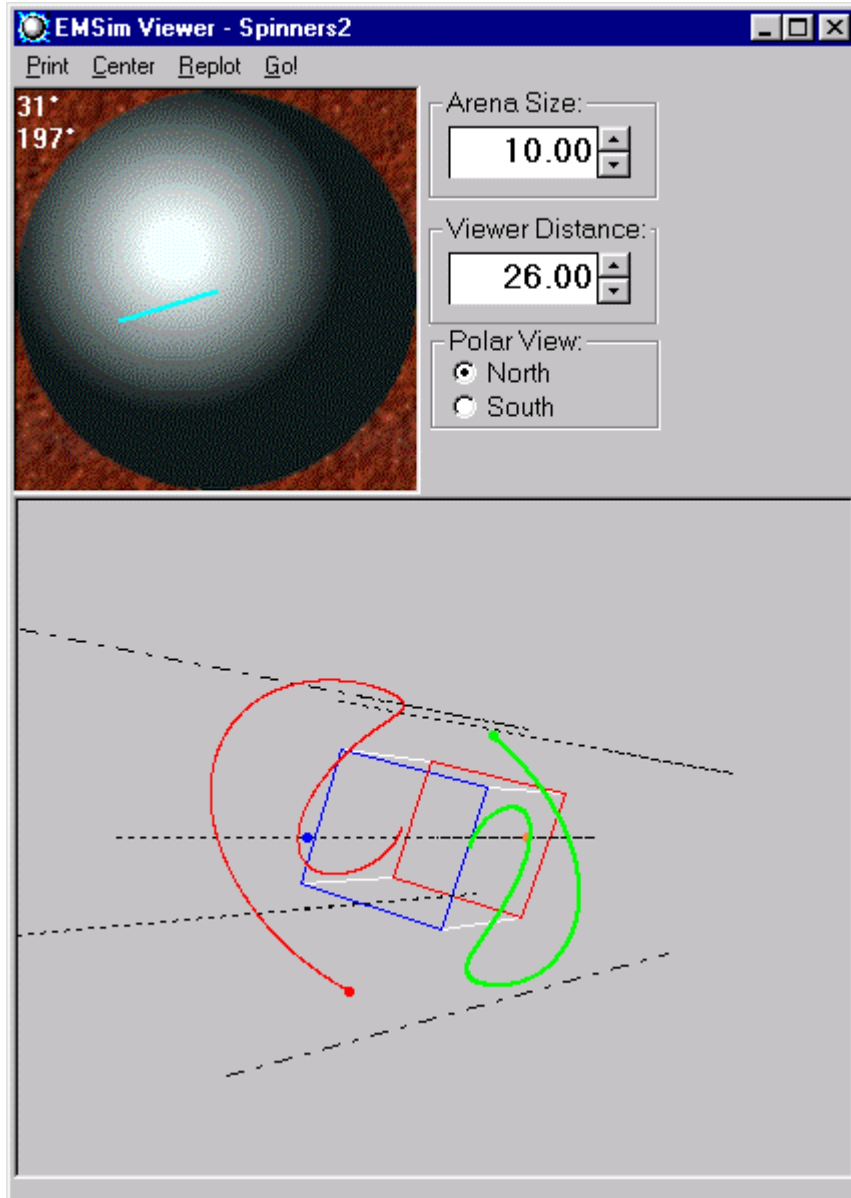 EMSim Viewer - Spinners2
Print Center Replot Go!
31°
197°
Arena Size:
10.00
Viewer Distance:
26.00
Polar View:
North
South